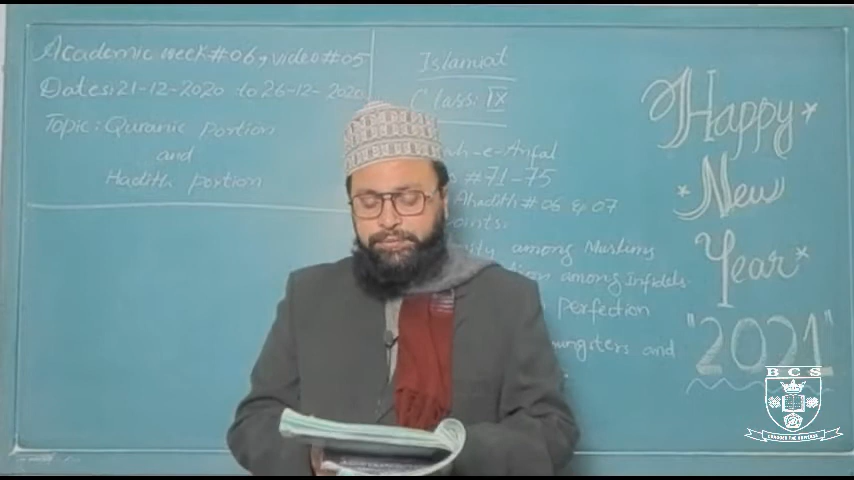 Academic week # 06, video # 05
Dates: 21-12-2020 to 26-12-2020
Topic: Quranic portion
and
Hadith portion
Islamiat
Class: IX
-e-Anfal
#71-75
Ahadith # 06 & 07
among Muslims
among Infidels
Perfection
and
Happy
New
Year
"2021"
BCS